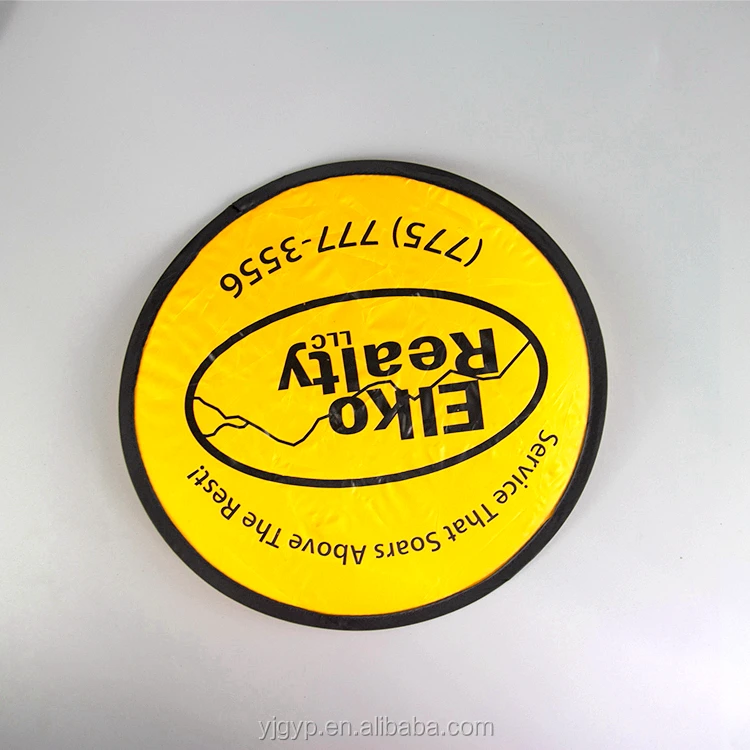 Service That Soars Above The Rest!
Elko
Realty
LLC
(775) 777-3556
yjgyp.en.alibaba.com